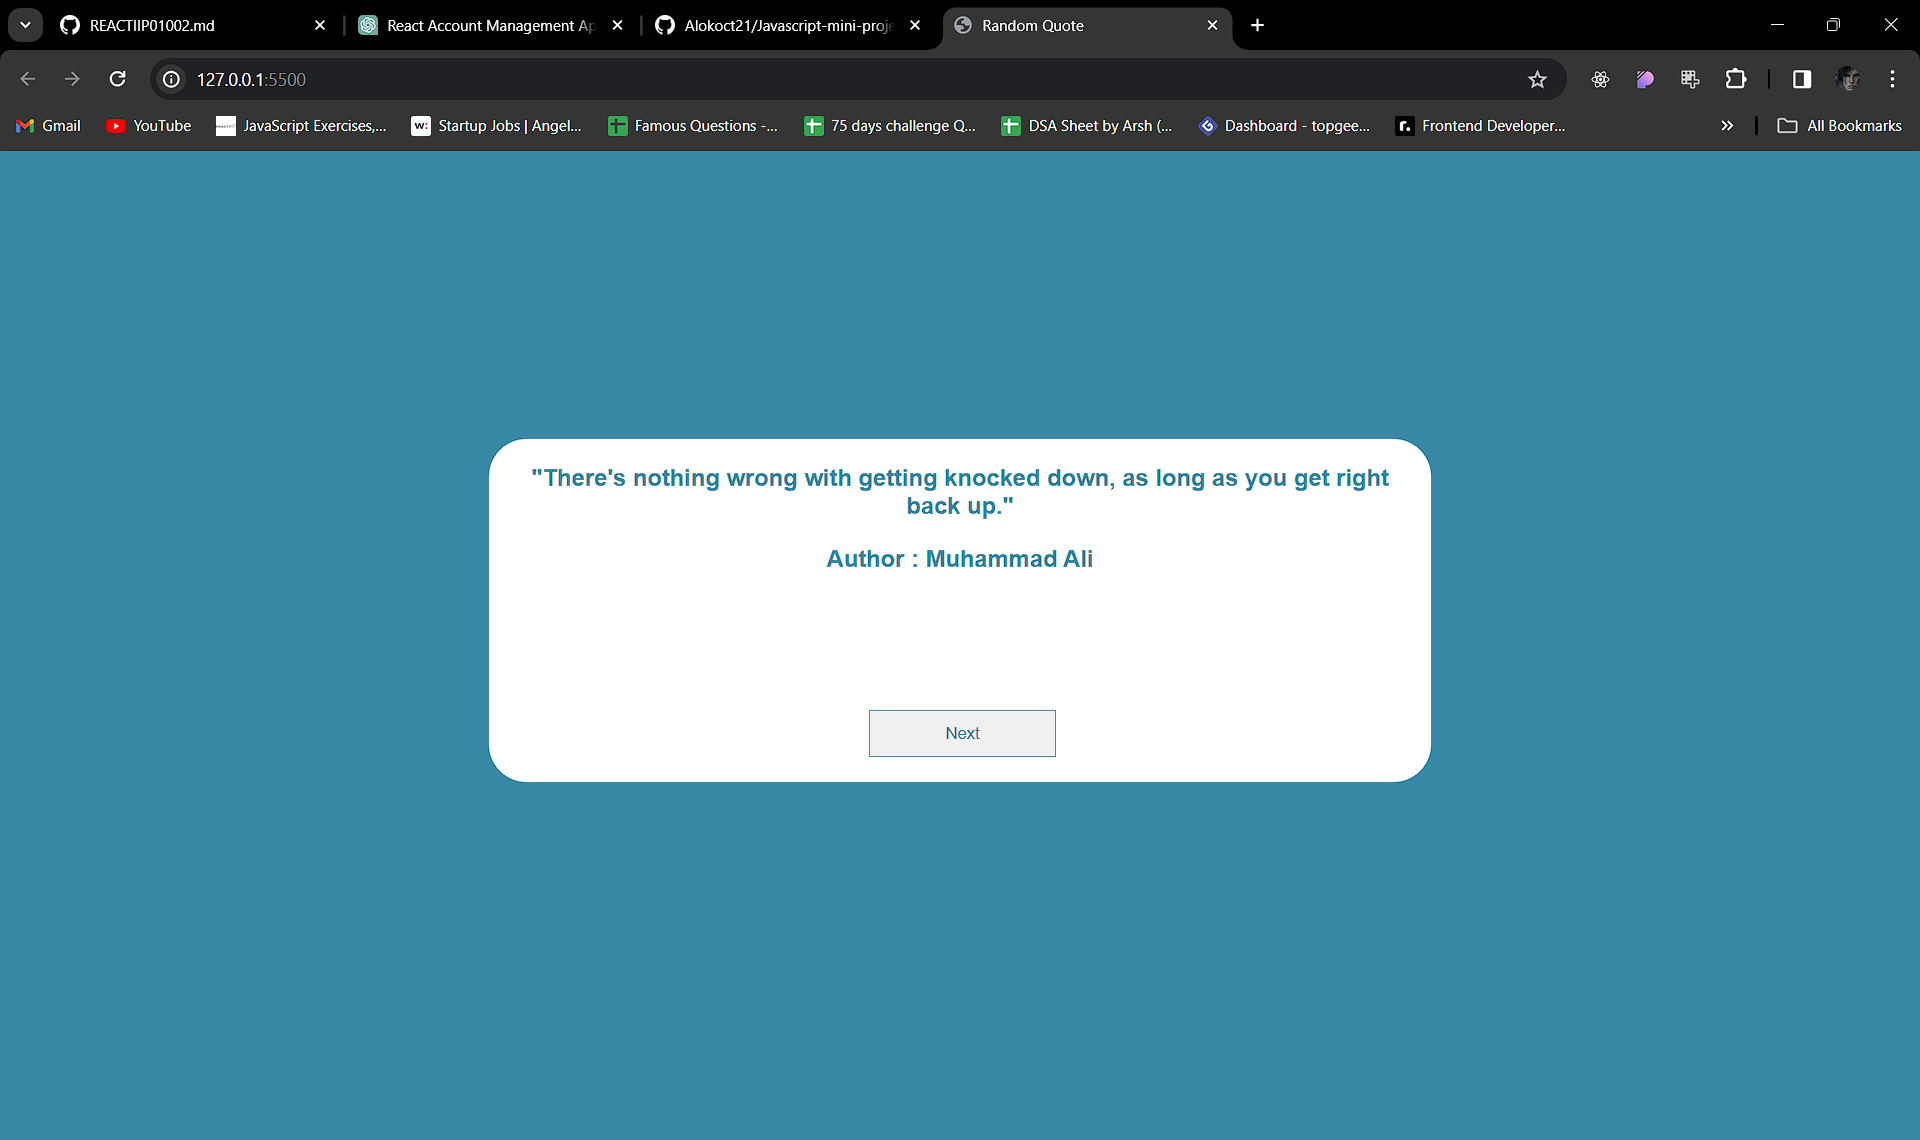 REACTIIP01002.md
React Account Management Ap
Alokoct21/Javascript-mini-proje
Random Quote
127.0.0.1:5500
Gmail
YouTube
JavaScript Exercises,...
w: Startup Jobs | Angel...
Famous Questions -...
75 days challenge Q...
DSA Sheet by Arsh (...
Dashboard - topgee...
r. Frontend Developer...
All Bookmarks
"There's nothing wrong with getting knocked down, as long as you get right
back up."
Author : Muhammad Ali
Next